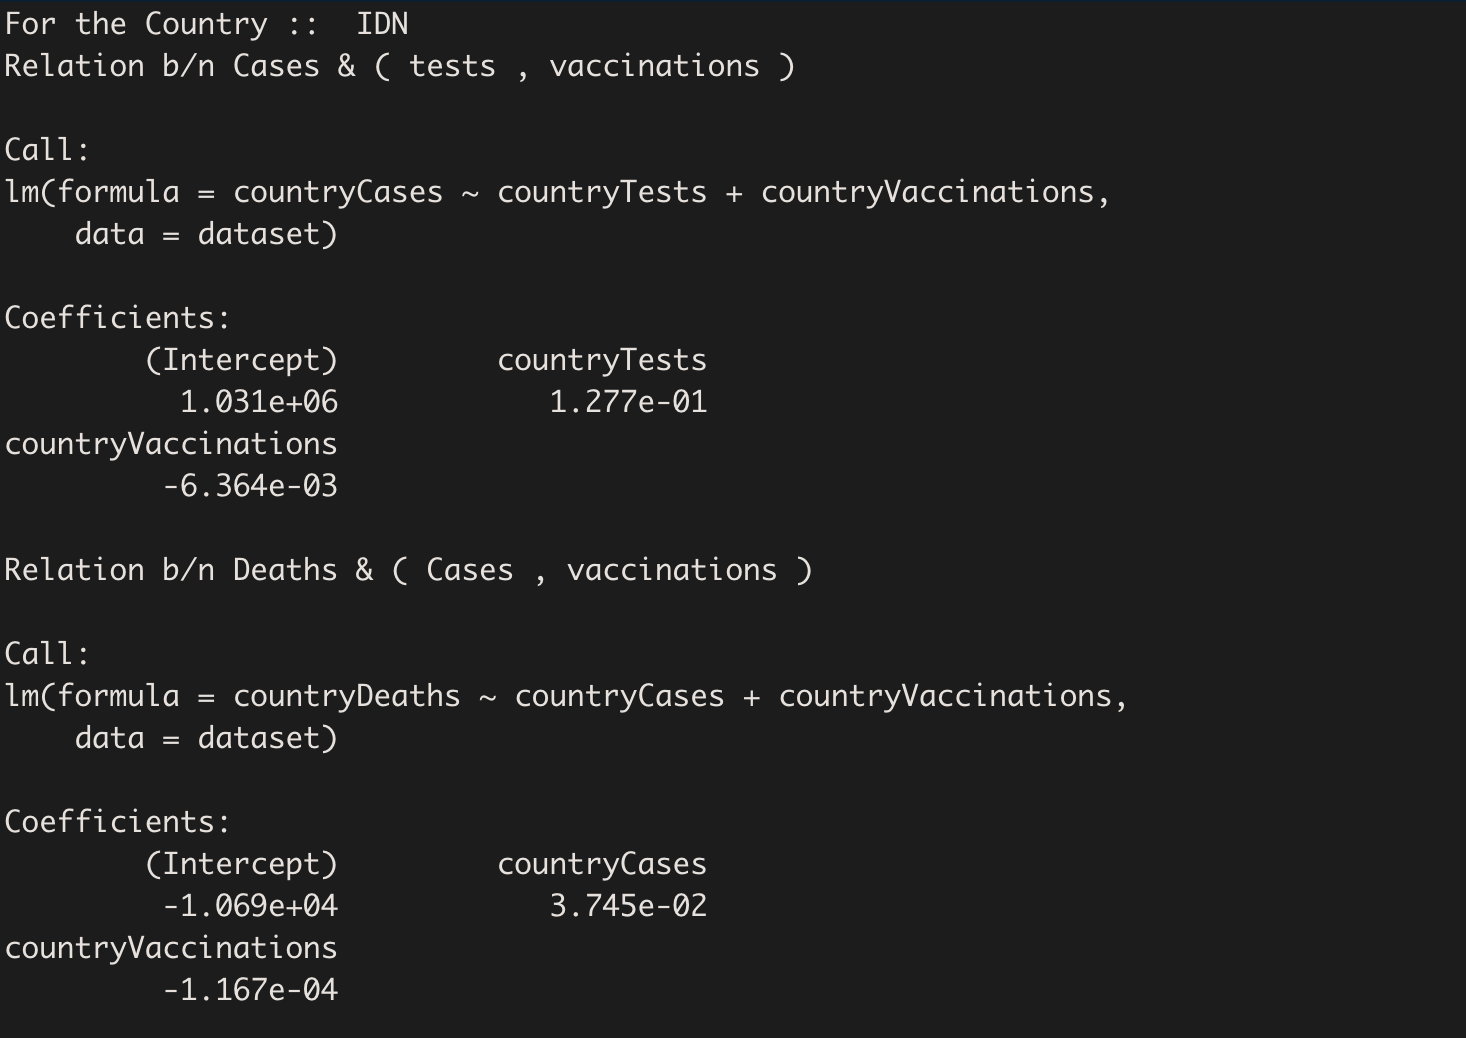 For the Country ::  IDN
Relation b/n Cases & ( tests , vaccinations )
Call:
lm(formula = countryCases ~ countryTests + countryVaccinations,
    data = dataset)
Coefficients:
        (Intercept)         countryTests
          1.031e+06            1.277e-01
countryVaccinations
         -6.364e-03
Relation b/n Deaths & ( Cases , vaccinations )
Call:
lm(formula = countryDeaths ~ countryCases + countryVaccinations,
    data = dataset)
Coefficients:
        (Intercept)         countryCases
         -1.069e+04            3.745e-02
countryVaccinations
         -1.167e-04